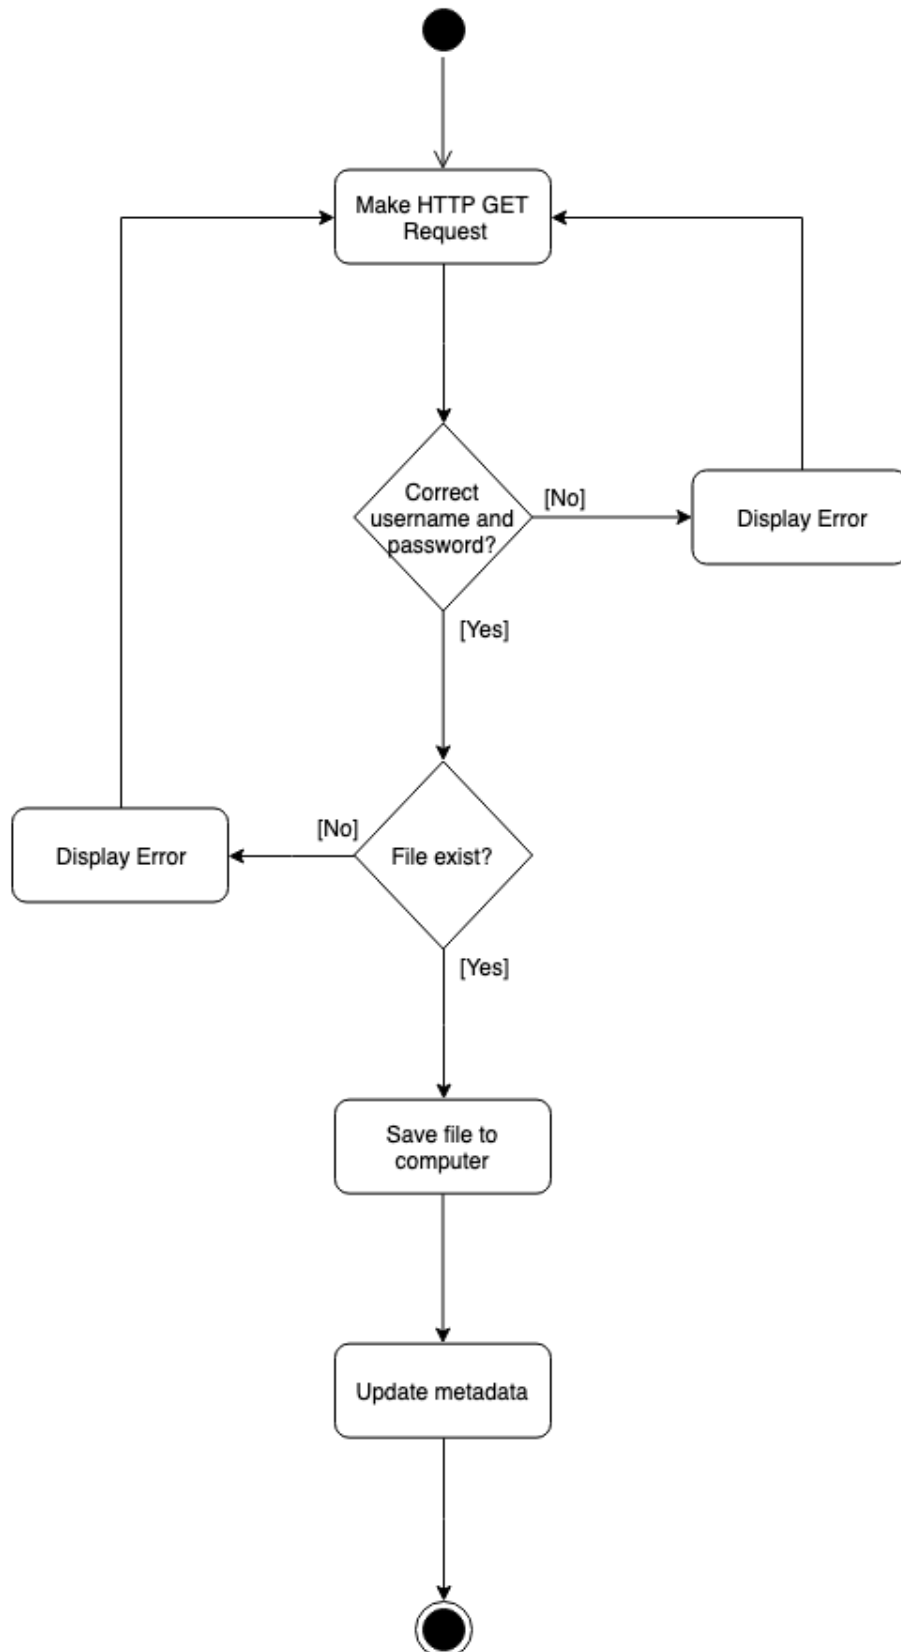 Make HTTP GET
Request
Correct
username and
password?
[No]
Display Error
[Yes]
File exist?
[No]
Display Error
[Yes]
Save file to
computer
Update metadata